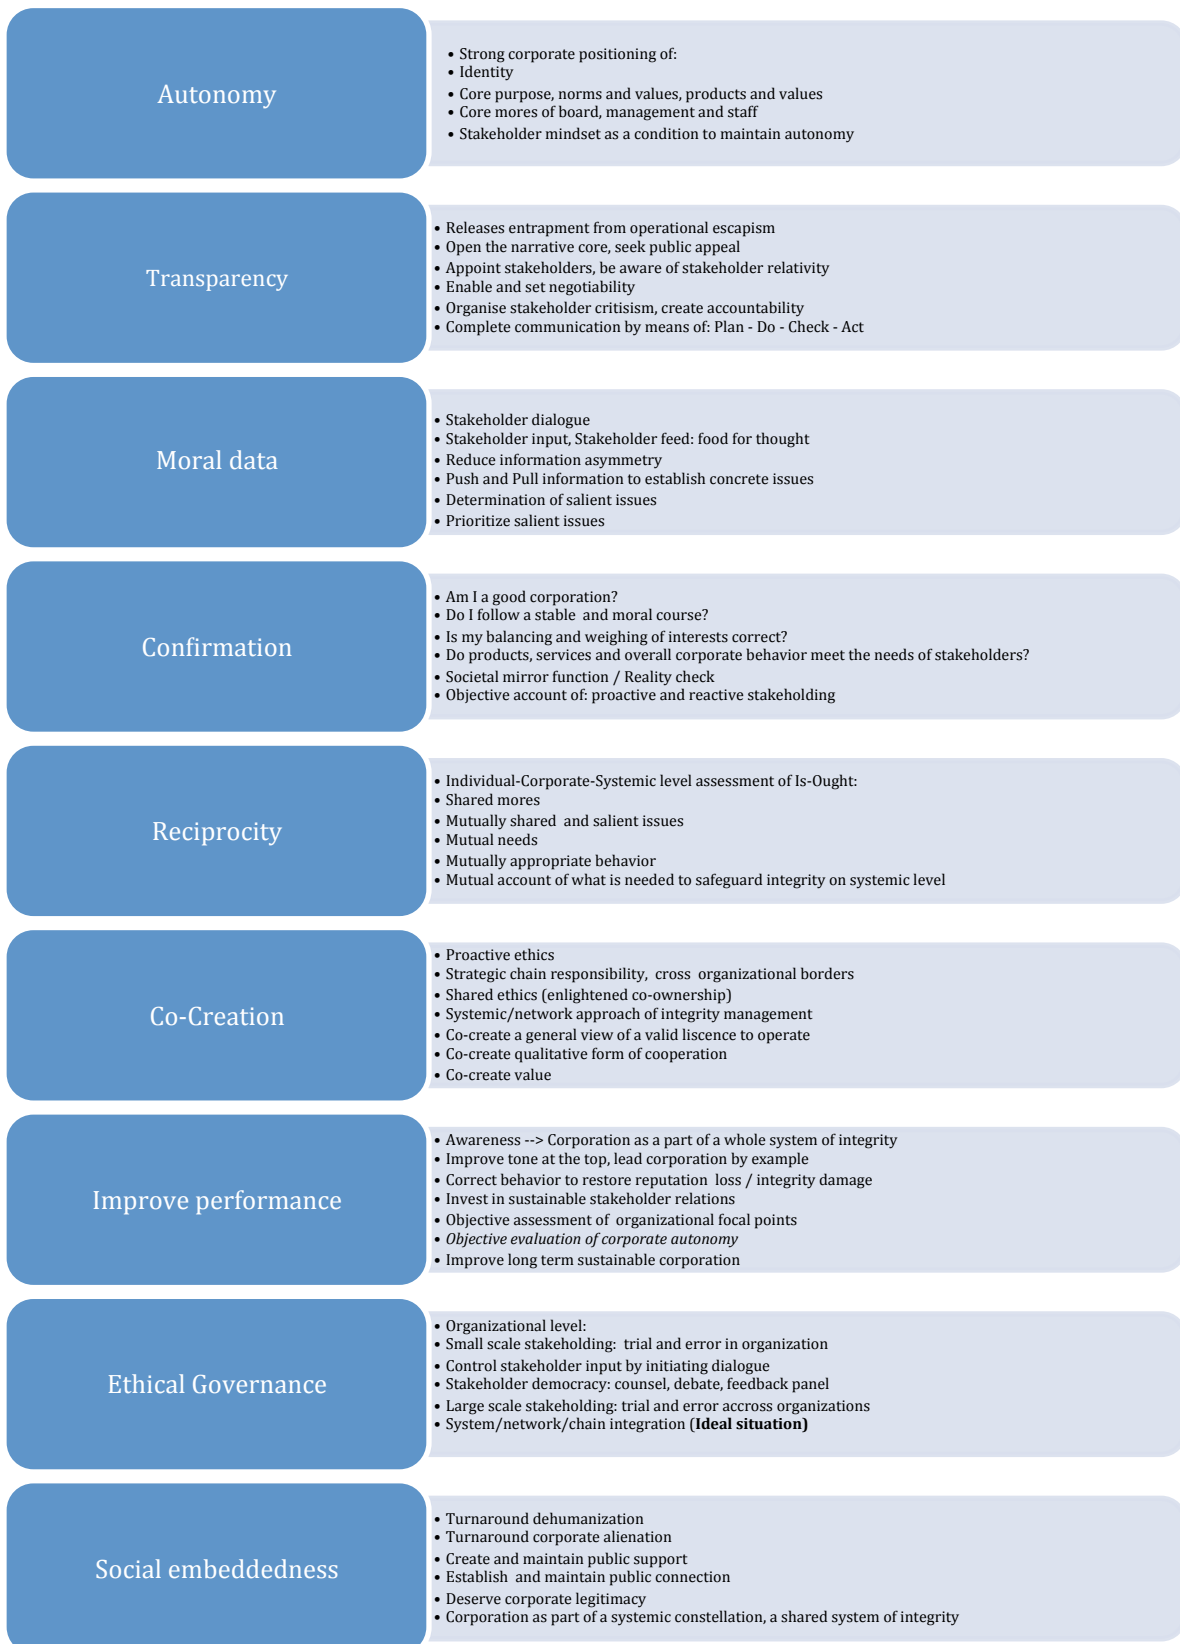 Autonomy
• Strong corporate positioning of:
• Identity
• Core purpose, norms and values, products and values
• Core mores of board, management and staff
• Stakeholder mindset as a condition to maintain autonomy
Transparency
• Releases entrapment from operational escapism
• Open the narrative core, seek public appeal
• Appoint stakeholders, be aware of stakeholder relativity
• Enable and set negotiability
• Organise stakeholder critisism, create accountability
• Complete communication by means of: Plan - Do - Check - Act
Moral data
• Stakeholder dialogue
• Stakeholder input, Stakeholder feed: food for thought
• Reduce information asymmetry
• Push and Pull information to establish concrete issues
• Determination of salient issues
• Prioritize salient issues
Confirmation
• Am I a good corporation?
• Do I follow a stable and moral course?
• Is my balancing and weighing of interests correct?
• Do products, services and overall corporate behavior meet the needs of stakeholders?
• Societal mirror function / Reality check
• Objective account of: proactive and reactive stakeholding
Reciprocity
• Individual-Corporate-Systemic level assessment of Is-Ought:
• Shared mores
• Mutually shared and salient issues
• Mutual needs
• Mutually appropriate behavior
• Mutual account of what is needed to safeguard integrity on systemic level
Co-Creation
• Proactive ethics
• Strategic chain responsibility, cross organizational borders
• Shared ethics (enlightened co-ownership)
• Systemic/network approach of integrity management
• Co-create a general view of a valid liscence to operate
• Co-create qualitative form of cooperation
• Co-create value
Improve performance
• Awareness --> Corporation as a part of a whole system of integrity
• Improve tone at the top, lead corporation by example
• Correct behavior to restore reputation loss / integrity damage
• Invest in sustainable stakeholder relations
• Objective assessment of organizational focal points
• Objective evaluation of corporate autonomy
• Improve long term sustainable corporation
Ethical Governance
• Organizational level:
• Small scale stakeholding: trial and error in organization
• Control stakeholder input by initiating dialogue
• Stakeholder democracy: counsel, debate, feedback panel
• Large scale stakeholding: trial and error accross organizations
• System/network/chain integration (Ideal situation)
Social embeddedness
• Turnaround dehumanization
• Turnaround corporate alienation
• Create and maintain public support
• Establish and maintain public connection
• Deserve corporate legitimacy
• Corporation as part of a systemic constellation, a shared system of integrity